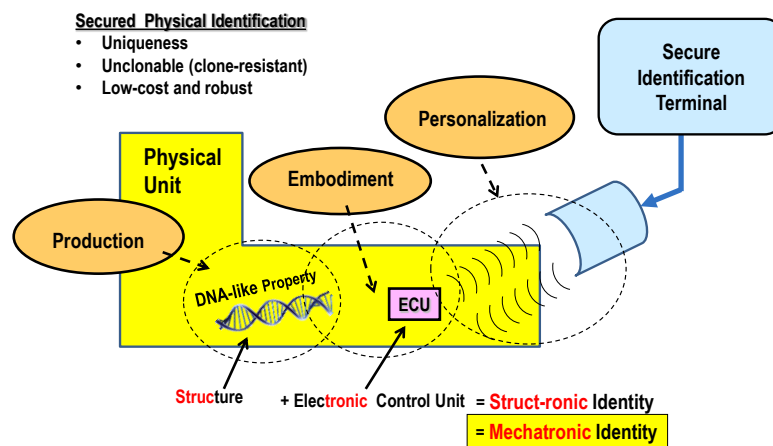 Secured Physical Identification
• Uniqueness
• Unclonable (clone-resistant)
• Low-cost and robust
Secure
Identification
Terminal
Personalization
Physical
Unit
Embodiment
Production
DNA-like Property
ECU
Structure
+ Electronic Control Unit
= Struct-ronic Identity
= Mechatronic Identity